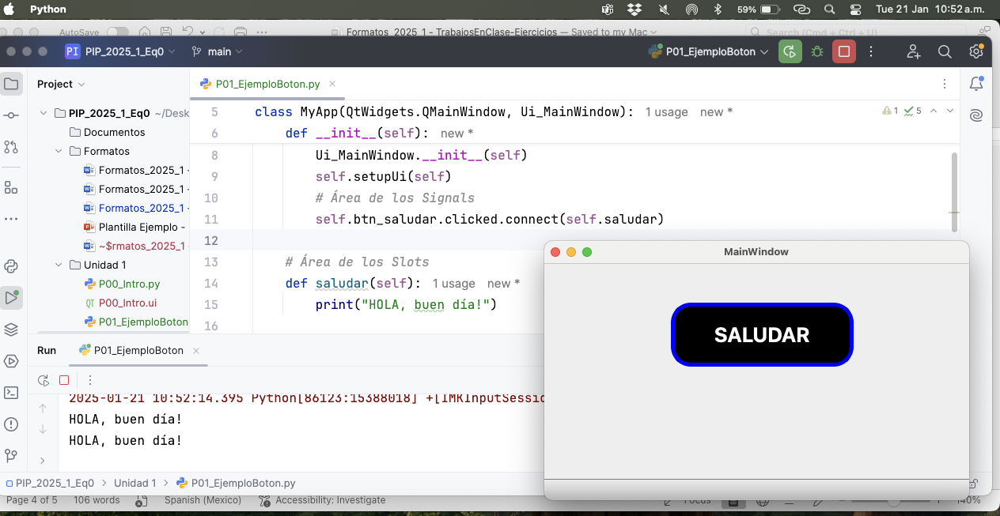 Python
59%
Tue 21 Jan 10:52 a.m.
AutoSave
Formatos_2025_1 - TrabajosEnClase-Ejercicios — Saved to my Mac
Search (Cmd + Ctrl + U)
PI PIP_2025_1_Eq0
main
P01_EjemploBoton
Project
P01_EjemploBoton.py
PIP_2025_1_Eq0 ~/Desk
Documentos
Formatos
Formatos_2025_1 -
Formatos_2025_1 -
Formatos_2025_1 -
Plantilla Ejemplo -
~$rmatos_2025_1
Unidad 1
P00_Intro.py
QT P00_Intro.ui
P01_EjemploBoton
5 class MyApp(QtWidgets.QMainWindow, Ui_MainWindow): 1 usage new *
1 5
6 def __init__(self): new *
8 Ui_MainWindow.__init__(self)
9 self.setupUi(self)
10 # Área de los Signals
11 self.btn_saludar.clicked.connect(self.saludar)
12
13 # Área de los Slots
14 def saludar(self): 1 usage new *
15 print("HOLA, buen día!")
16
MainWindow
SALUDAR
Run
P01_EjemploBoton
2025-01-21 10:52:14.395 Python[86123:15388018] +[IMKInputSessio
HOLA, buen día!
HOLA, buen día!
PIP_2025_1_Eq0 > Unidad 1 > P01_EjemploBoton.py
Page 4 of 5 106 words Spanish (Mexico) Accessibility: Investigate
Focus
140%